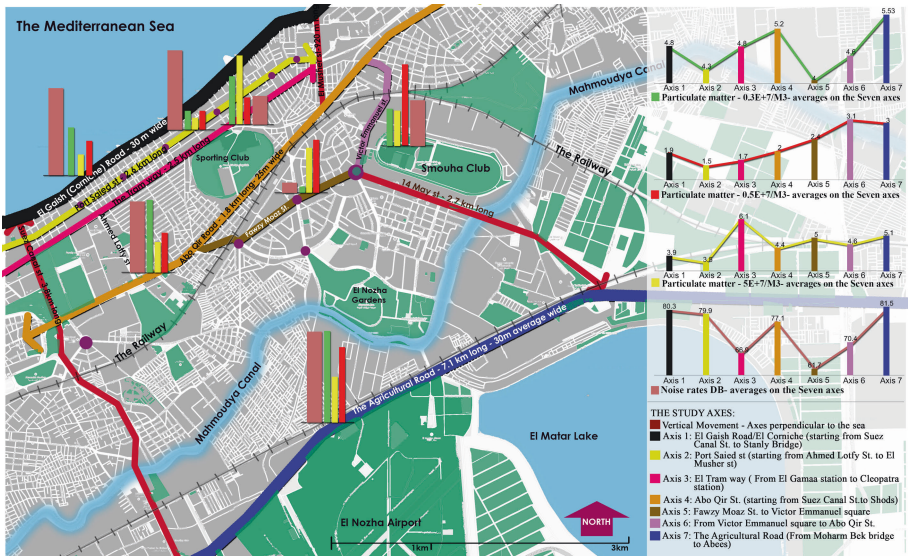 The Mediterranean Sea
Mahmoudya Canal
Sporting Club
Victor Emmanuel st
Smouha Club
The Railway
El Gaish (Corniche) Road - 30 m wide
14 May st - 2.7 km long
Abo Qir Road - 1.8 km long - 25m wide
Fawzy Moaz St.
Ahmed Lotfy St
El Nozha
Gardens
The Railway
Mahmoudya Canal
The Agricultural Road - 7.1 km long - 30m average wide
El Matar Lake
El Nozha Airport
NORTH
1km
3km
4.8
4.3
4.8
5.2
4
4.6
5.53
Axis 1 Axis 2 Axis 3 Axis 4 Axis 5 Axis 6 Axis 7
Particulate matter - 0.3E+7/M3- averages on the Seven axes
1.9
1.5
1.7
2
2.4
3.1
3
Axis 1 Axis 2 Axis 3 Axis 4 Axis 5 Axis 6 Axis 7
Particulate matter - 0.5E+7/M3- averages on the Seven axes
3.9
3.8
6.1
4.4
5
4.6
5.1
Axis 1 Axis 2 Axis 3 Axis 4 Axis 5 Axis 6 Axis 7
Particulate matter - 5E+7/M3- averages on the Seven axes
80.3
79.9
77.1
61.7
70.4
81.5
Axis 1 Axis 2 Axis 3 Axis 4 Axis 5 Axis 6 Axis 7
Noise rates DB- averages on the Seven axes
THE STUDY AXES:
Vertical Movement - Axes perpendicular to the sea
Axis 1: El Gaish Road/El Corniche (starting from Suez
Canal St. to Stanly Bridge)
Axis 2: Port Saied st (starting from Ahmed Lotfy St. to El
Musher st)
Axis 3: El Tram way ( From El Gamaa station to Cleopatra
station)
Axis 4: Abo Qir St. (starting from Suez Canal St.to Shods)
Axis 5: Fawzy Moaz St. to Victor Emmanuel square
Axis 6: From Victor Emmanuel square to Abo Qir St.
Axis 7: The Agricultural Road (From Moharm Bek bridge
to Abees)